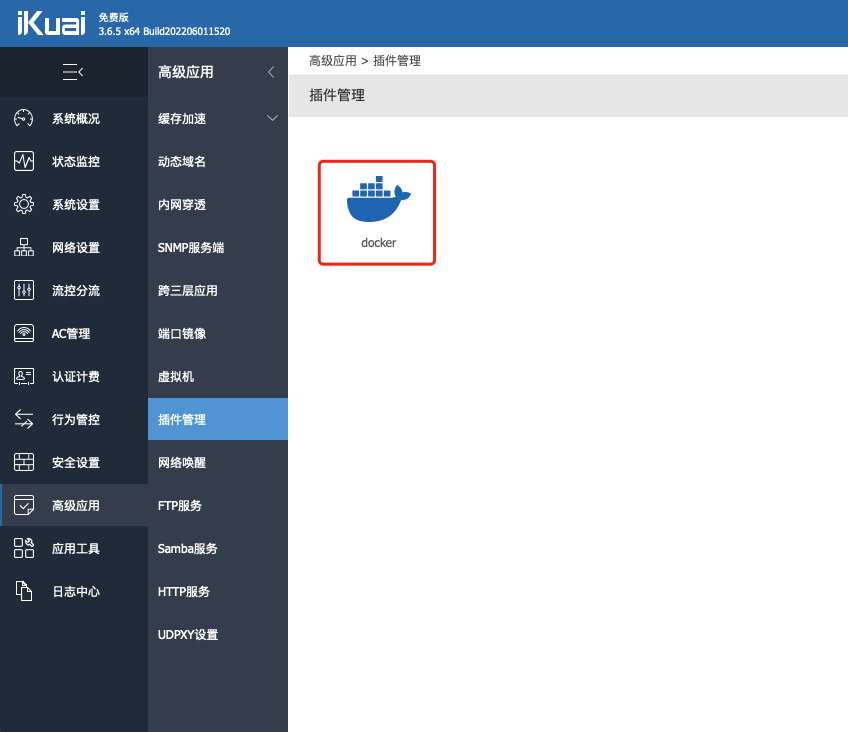 iKuai
免费版
3.6.5 x64 Build202206011520
系统概况
状态监控
系统设置
网络设置
流控分流
AC管理
认证计费
行为管控
安全设置
高级应用
应用工具
日志中心
高级应用
缓存加速
动态域名
内网穿透
SNMP服务端
跨三层应用
端口镜像
虚拟机
插件管理
网络唤醒
FTP服务
Samba服务
HTTP服务
UDPXY设置
高级应用 > 插件管理
插件管理
docker